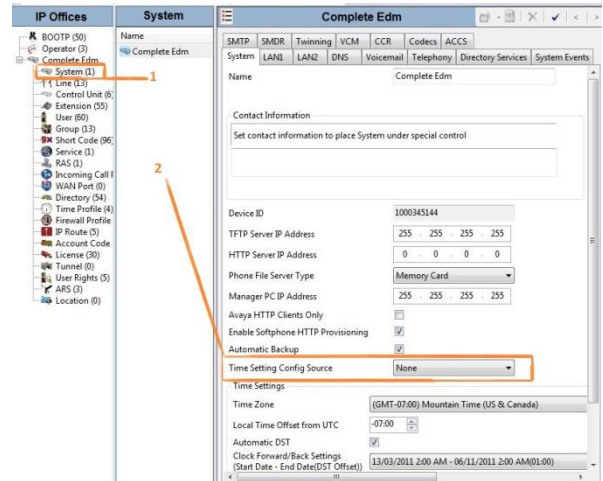 IP Offices
BOOTP (50)
Operator (3)
Complete Edm
System (1)
Line (13)
Control Unit (6)
Extension (55)
User (60)
Group (13)
Short Code (96)
Service (1)
RAS (1)
Incoming Call
WAN Port (0)
Directory (54)
Time Profile (4)
Firewall Profile
IP Route (5)
Account Code
License (30)
Tunnel (0)
User Rights (5)
ARS (3)
Location (0)
System
Name
Complete Edm
1
2
Complete Edm
SMTP SMDR Twinning VCM CCR Codecs ACCS
System LAN1 LAN2 DNS Voicemail Telephony Directory Services System Events
Name Complete Edm
Contact Information
Set contact information to place System under special control
Device ID 1000345144
TFTP Server IP Address 255 . 255 . 255 . 255
HTTP Server IP Address 0 . 0 . 0 . 0
Phone File Server Type Memory Card
Manager PC IP Address 255 . 255 . 255 . 255
Avaya HTTP Clients Only
Enable Softphone HTTP Provisioning
Automatic Backup
Time Setting Config Source None
Time Settings
Time Zone (GMT-07:00) Mountain Time (US & Canada)
Local Time Offset from UTC -07:00
Automatic DST
Clock Forward/Back Settings
(Start Date - End Date(DST Offset)) 13/03/2011 2:00 AM - 06/11/2011 2:00 AM(01:00)